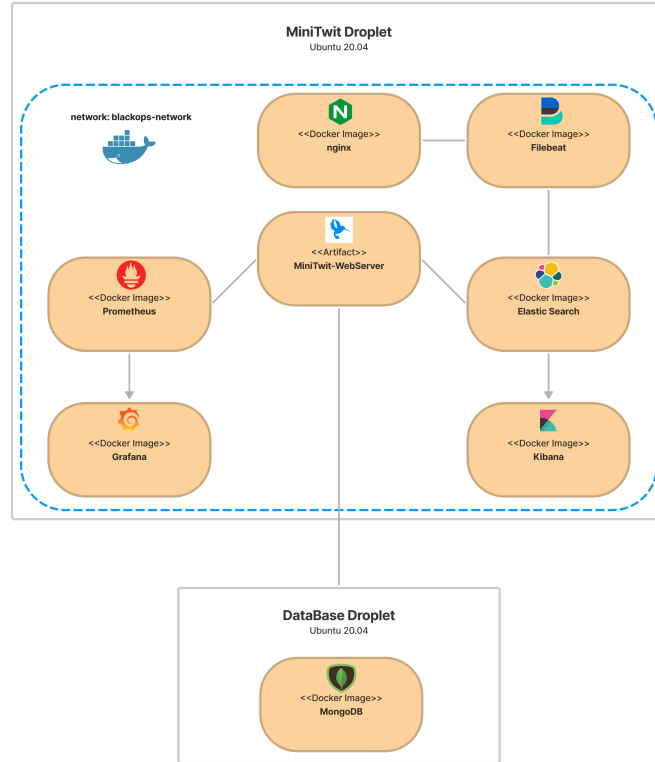 MiniTwit Droplet
Ubuntu 20.04
network: blackops-network
<<Docker Image>>
nginx
<<Docker Image>>
Filebeat
<<Artifact>>
MiniTwit-WebServer
<<Docker Image>>
Prometheus
<<Docker Image>>
Elastic Search
<<Docker Image>>
Grafana
<<Docker Image>>
Kibana
DataBase Droplet
Ubuntu 20.04
<<Docker Image>>
MongoDB